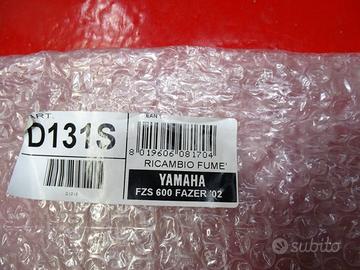 ART.
D131S
EAN
8 019606 081704
RICAMBIO FUME'
YAMAHA
FZS 600 FAZER '02
subito